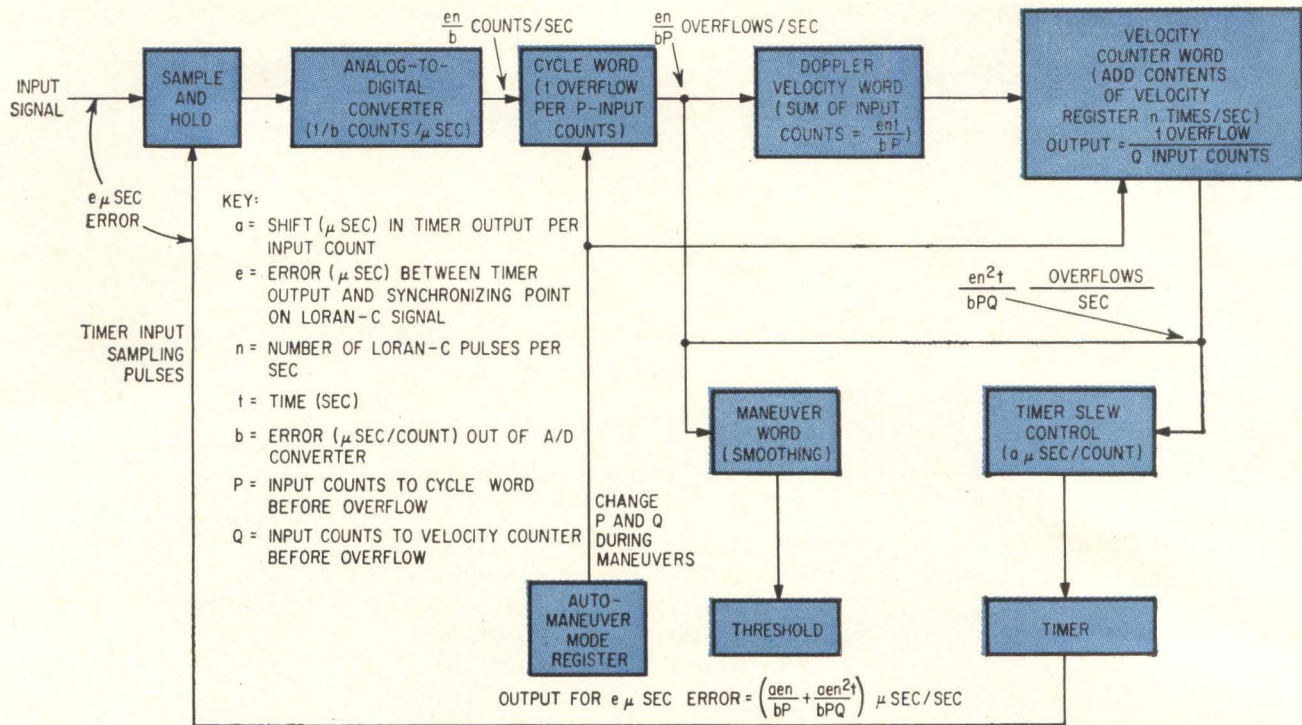 en/b COUNTS/SEC
en/bP OVERFLOWS/SEC
INPUT
SIGNAL
SAMPLE
AND
HOLD
ANALOG-TO-
DIGITAL
CONVERTER
(1/b COUNTS/μSEC)
CYCLE WORD
(1 OVERFLOW
PER P-INPUT
COUNTS)
DOPPLER
VELOCITY WORD
(SUM OF INPUT
COUNTS = ent/bP)
VELOCITY
COUNTER WORD
(ADD CONTENTS
OF VELOCITY
REGISTER n TIMES/SEC)
OUTPUT = 1 OVERFLOW/Q INPUT COUNTS
e μ SEC
ERROR
KEY:
a = SHIFT (μ SEC) IN TIMER OUTPUT PER
INPUT COUNT
e = ERROR (μ SEC) BETWEEN TIMER
OUTPUT AND SYNCHRONIZING POINT
ON LORAN-C SIGNAL
n = NUMBER OF LORAN-C PULSES PER
SEC
t = TIME (SEC)
b = ERROR (μ SEC/COUNT) OUT OF A/D
CONVERTER
P = INPUT COUNTS TO CYCLE WORD
BEFORE OVERFLOW
Q = INPUT COUNTS TO VELOCITY COUNTER
BEFORE OVERFLOW
TIMER INPUT
SAMPLING
PULSES
en²t/bPQ OVERFLOWS/SEC
CHANGE
P AND Q
DURING
MANEUVERS
MANEUVER
WORD
(SMOOTHING)
TIMER SLEW
CONTROL
(a μ SEC/COUNT)
AUTO-
MANEUVER
MODE
REGISTER
THRESHOLD
TIMER
OUTPUT FOR e μ SEC ERROR = (aen/bP + aen²t/bPQ) μ SEC/SEC